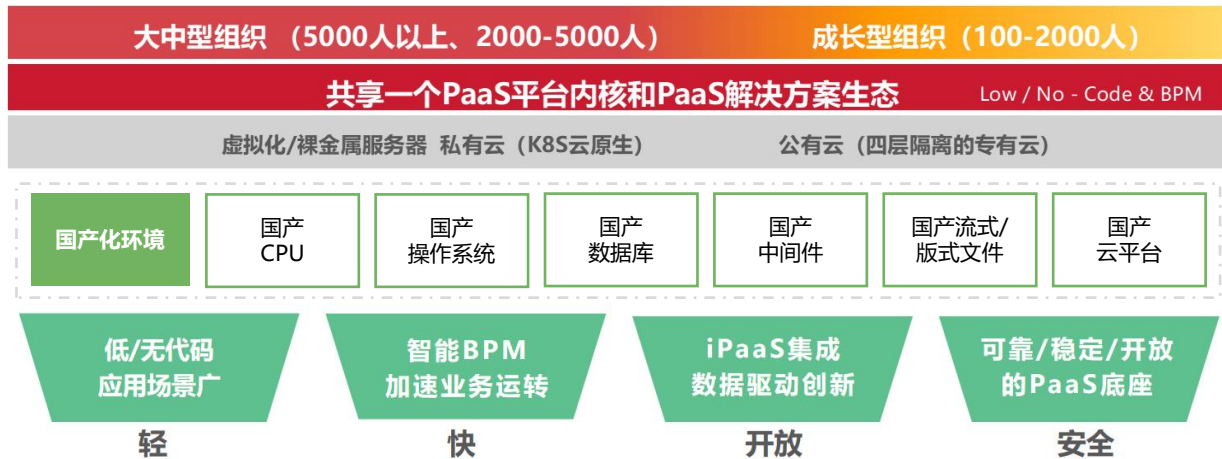 大中型组织 （5000人以上、2000-5000人） 成长型组织（100-2000人）
共享一个PaaS平台内核和PaaS解决方案生态 Low / No - Code & BPM
虚拟化/裸金属服务器 私有云（K8S云原生） 公有云（四层隔离的专有云）
国产化环境
国产
CPU
国产
操作系统
国产
数据库
国产
中间件
国产流式/
版式文件
国产
云平台
低/无代码
应用场景广
智能BPM
加速业务运转
iPaaS集成
数据驱动创新
可靠/稳定/开放
的PaaS底座
轻
快
开放
安全